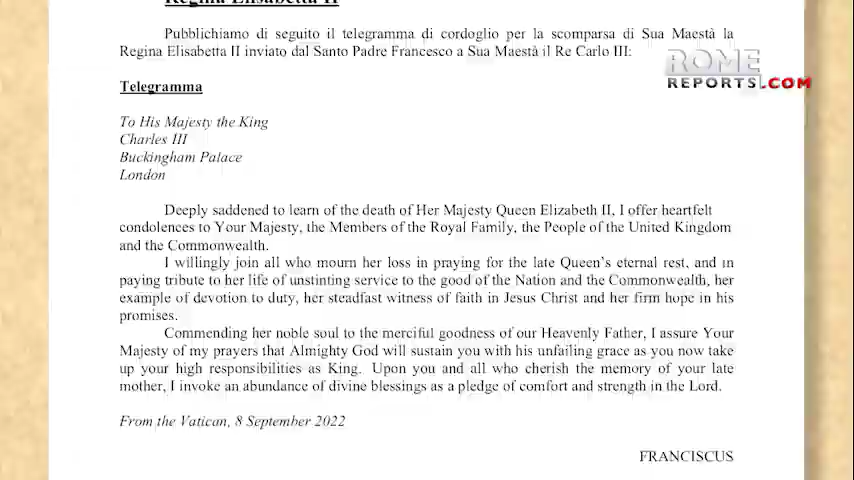 Regina Elisabetta II
Pubblichiamo di seguito il telegramma di cordoglio per la scomparsa di Sua Maestà la
Regina Elisabetta II inviato dal Santo Padre Francesco a Sua Maestà il Re Carlo III:
ROME
REPORTS.COM
Telegramma
To His Majesty the King
Charles III
Buckingham Palace
London
Deeply saddened to learn of the death of Her Majesty Queen Elizabeth II, I offer heartfelt
condolences to Your Majesty, the Members of the Royal Family, the People of the United Kingdom
and the Commonwealth.
I willingly join all who mourn her loss in praying for the late Queen's eternal rest, and in
paying tribute to her life of unstinting service to the good of the Nation and the Commonwealth, her
example of devotion to duty, her steadfast witness of faith in Jesus Christ and her firm hope in his
promises.
Commending her noble soul to the merciful goodness of our Heavenly Father, I assure Your
Majesty of my prayers that Almighty God will sustain you with his unfailing grace as you now take
up your high responsibilities as King. Upon you and all who cherish the memory of your late
mother, I invoke an abundance of divine blessings as a pledge of comfort and strength in the Lord.
From the Vatican, 8 September 2022
FRANCISCUS